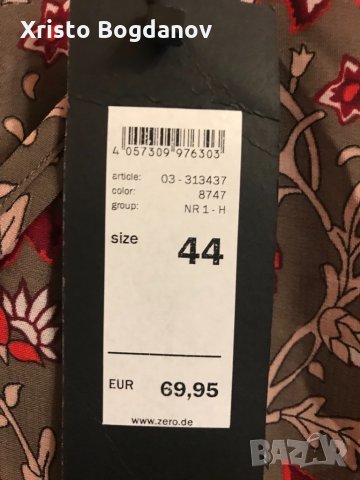 Xristo Bogdanov
4 057309 976303
article: 03-313437
color: 8747
group: NR 1 - H
size 44
EUR 69,95
www.zero.de
BAZAR